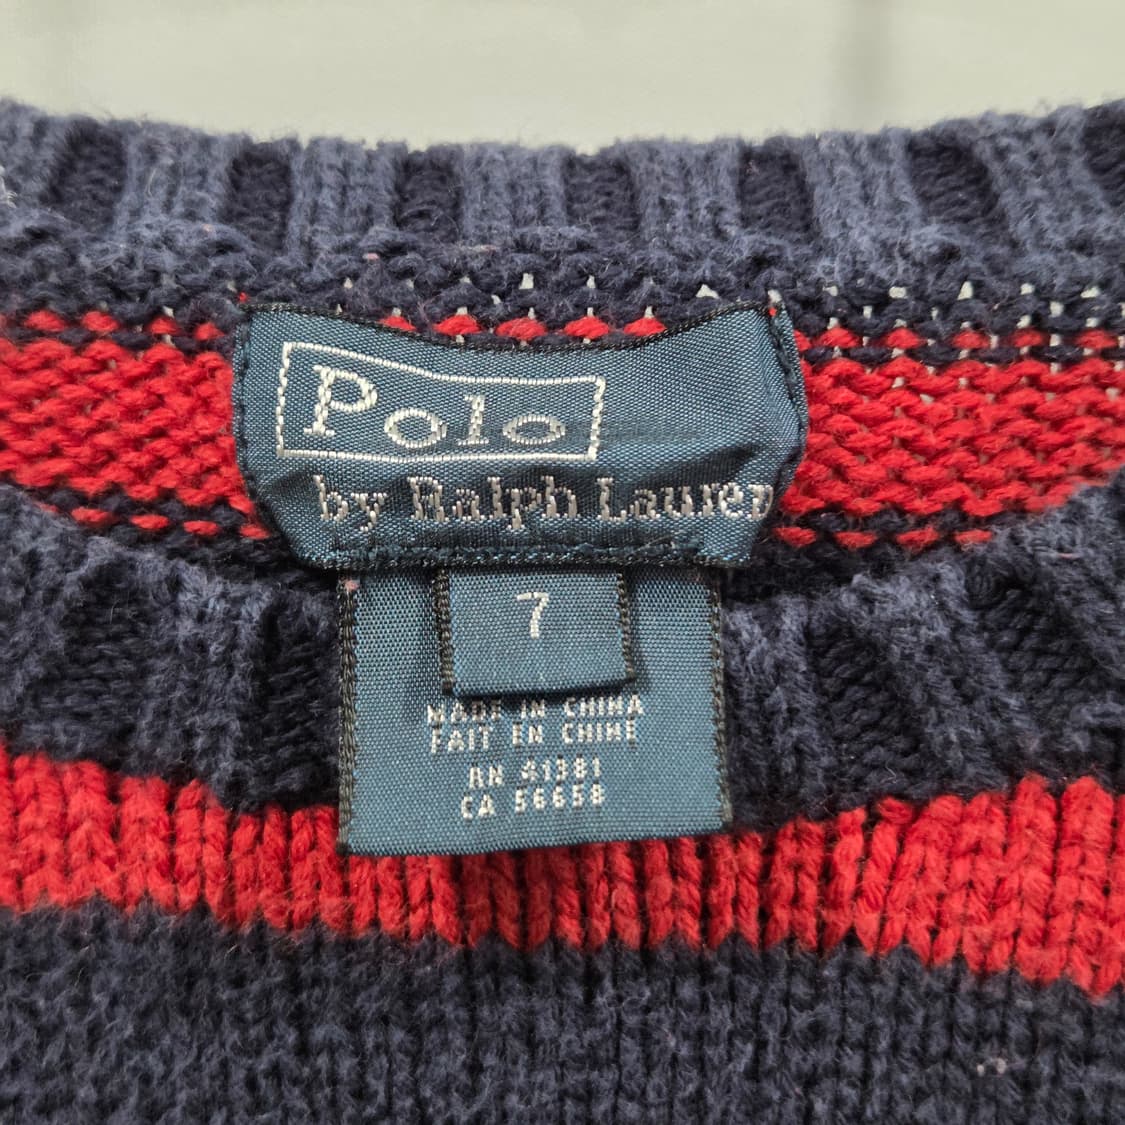 Polo
by Ralph Lauren
7
MADE IN CHINA
FAIT EN CHINE
RN 41381
CA 56658